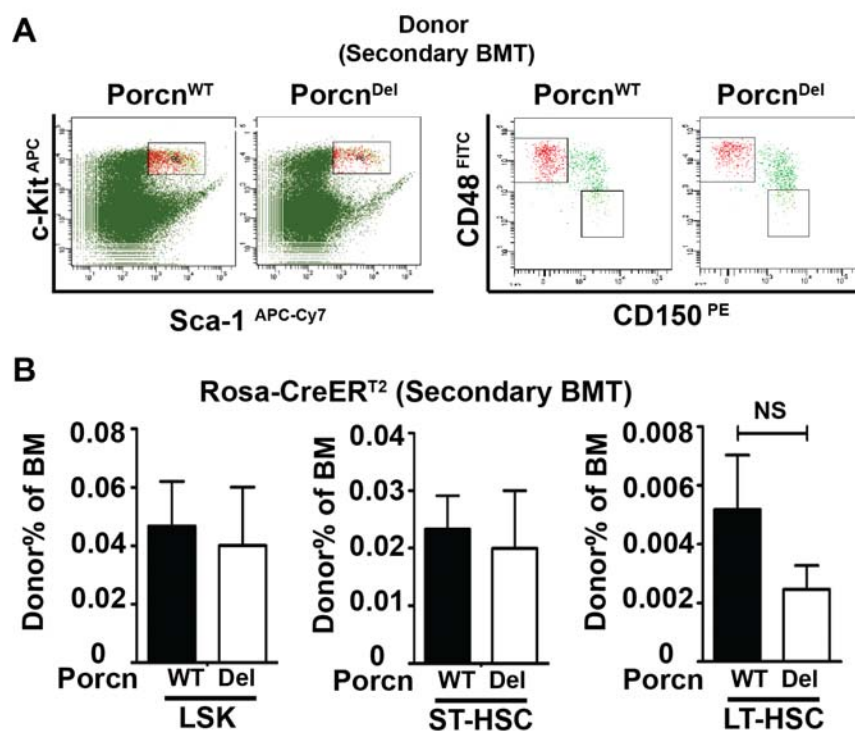 A
Donor
(Secondary BMT)
Porcn^WT Porcn^Del Porcn^WT Porcn^Del
c-Kit^APC
CD48^FITC
Sca-1^APC-Cy7
CD150^PE
B
Rosa-CreER^T2 (Secondary BMT)
Donor% of BM
0.08
0.06
0.04
0.02
0
Donor% of BM
0.04
0.03
0.02
0.01
0
Donor% of BM
0.008
0.006
0.004
0.002
0
NS
Porcn WT Del
LSK
Porcn WT Del
ST-HSC
Porcn WT Del
LT-HSC